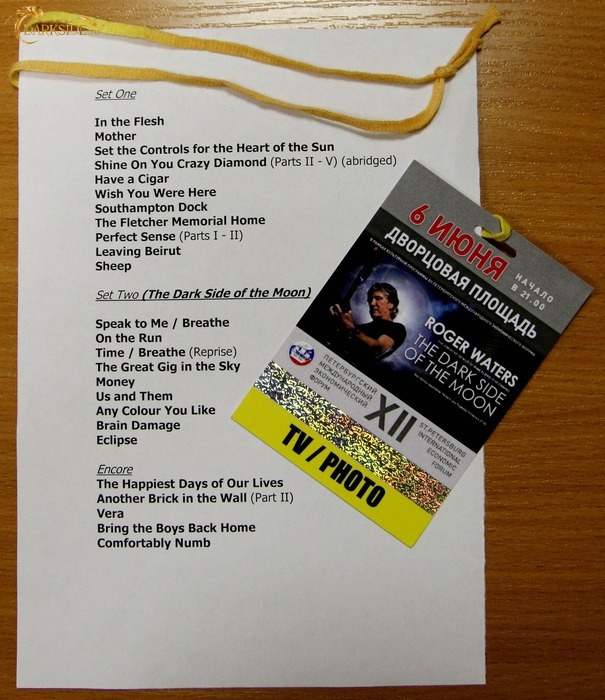 DARKSIDE
Set One
In the Flesh
Mother
Set the Controls for the Heart of the Sun
Shine On You Crazy Diamond (Parts II - V) (abridged)
Have a Cigar
Wish You Were Here
Southampton Dock
The Fletcher Memorial Home
Perfect Sense (Parts I - II)
Leaving Beirut
Sheep
Set Two (The Dark Side of the Moon)
Speak to Me / Breathe
On the Run
Time / Breathe (Reprise)
The Great Gig in the Sky
Money
Us and Them
Any Colour You Like
Brain Damage
Eclipse
Encore
The Happiest Days of Our Lives
Another Brick in the Wall (Part II)
Vera
Bring the Boys Back Home
Comfortably Numb
6 ИЮНЯ
НАЧАЛО
В 21.00
ДВОРЦОВАЯ ПЛОЩАДЬ
ROGER WATERS
THE DARK SIDE
OF THE MOON
ПЕТЕРБУРГСКИЙ
МЕЖДУНАРОДНЫЙ
ЭКОНОМИЧЕСКИЙ
ФОРУМ
XII
ST.PETERSBURG
INTERNATIONAL
ECONOMIC
FORUM
TV / PHOTO